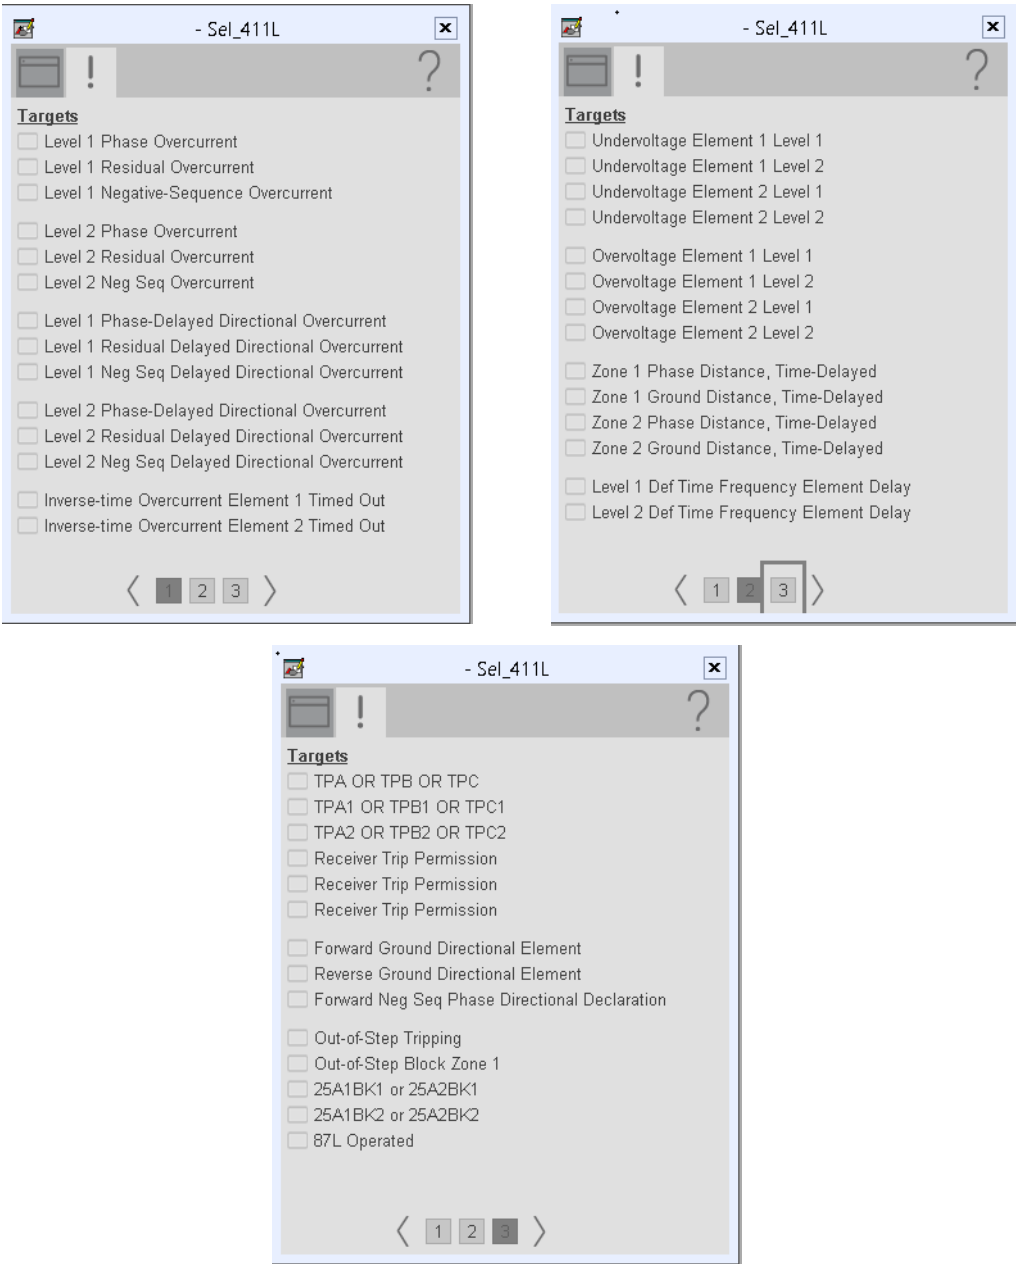 - Sel_411L
!
?
Targets
Level 1 Phase Overcurrent
Level 1 Residual Overcurrent
Level 1 Negative-Sequence Overcurrent
Level 2 Phase Overcurrent
Level 2 Residual Overcurrent
Level 2 Neg Seq Overcurrent
Level 1 Phase-Delayed Directional Overcurrent
Level 1 Residual Delayed Directional Overcurrent
Level 1 Neg Seq Delayed Directional Overcurrent
Level 2 Phase-Delayed Directional Overcurrent
Level 2 Residual Delayed Directional Overcurrent
Level 2 Neg Seq Delayed Directional Overcurrent
Inverse-time Overcurrent Element 1 Timed Out
Inverse-time Overcurrent Element 2 Timed Out
1 2 3
- Sel_411L
!
?
Targets
Undervoltage Element 1 Level 1
Undervoltage Element 1 Level 2
Undervoltage Element 2 Level 1
Undervoltage Element 2 Level 2
Overvoltage Element 1 Level 1
Overvoltage Element 1 Level 2
Overvoltage Element 2 Level 1
Overvoltage Element 2 Level 2
Zone 1 Phase Distance, Time-Delayed
Zone 1 Ground Distance, Time-Delayed
Zone 2 Phase Distance, Time-Delayed
Zone 2 Ground Distance, Time-Delayed
Level 1 Def Time Frequency Element Delay
Level 2 Def Time Frequency Element Delay
1 2 3
- Sel_411L
!
?
Targets
TPA OR TPB OR TPC
TPA1 OR TPB1 OR TPC1
TPA2 OR TPB2 OR TPC2
Receiver Trip Permission
Receiver Trip Permission
Receiver Trip Permission
Forward Ground Directional Element
Reverse Ground Directional Element
Forward Neg Seq Phase Directional Declaration
Out-of-Step Tripping
Out-of-Step Block Zone 1
25A1BK1 or 25A2BK1
25A1BK2 or 25A2BK2
87L Operated
1 2 3